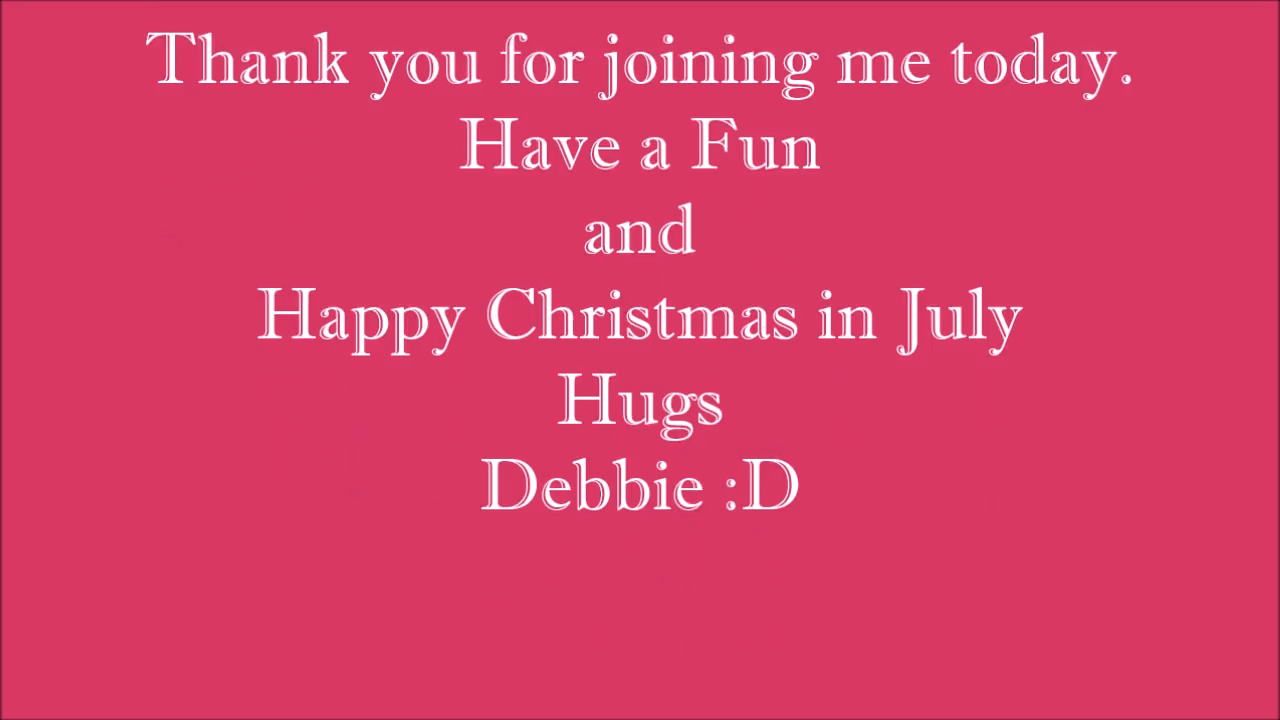 Thank you for joining me today.
Have a Fun
and
Happy Christmas in July
Hugs
Debbie :D